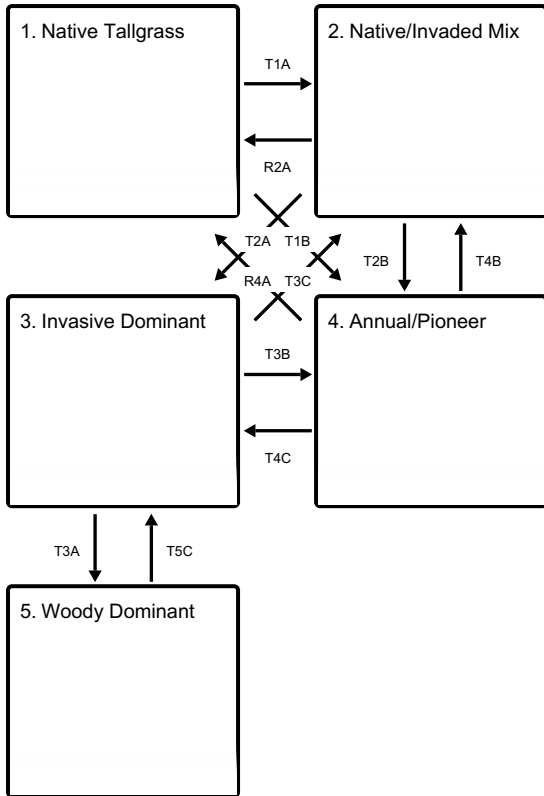 1. Native Tallgrass
2. Native/Invaded Mix
T1A
R2A
T2A
T1B
T2B
T4B
R4A
T3C
3. Invasive Dominant
4. Annual/Pioneer
T3B
T4C
T3A
T5C
5. Woody Dominant